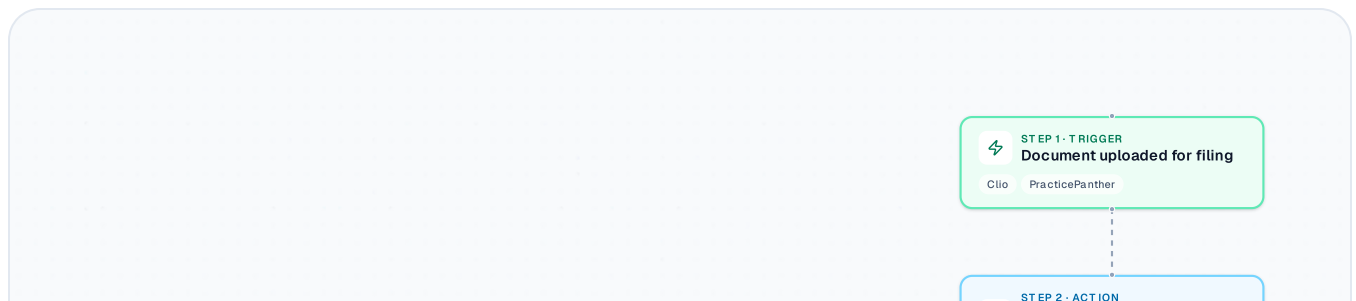 STEP 1 · TRIGGER
Document uploaded for filing
Clio PracticePanther
STEP 2 · ACTION